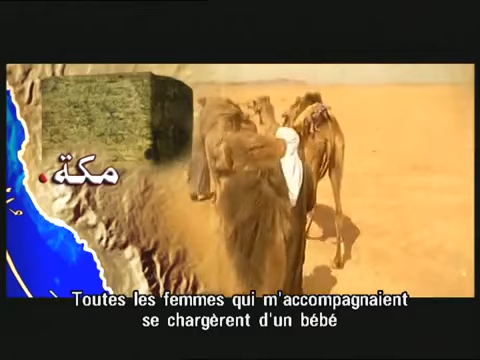 مكة
Toutes les femmes qui m'accompagnaient
se chargèrent d'un bébé